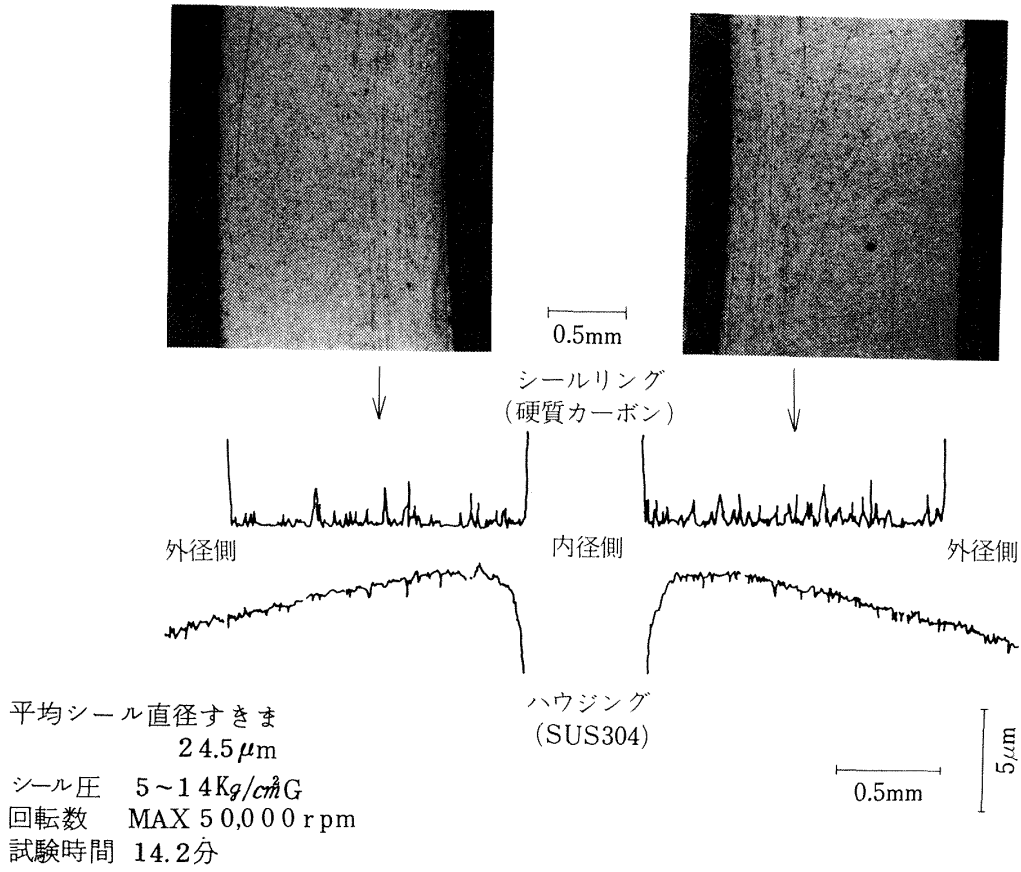 0.5mm
シールリング
(硬質カーボン)
外径側
内径側
外径側
ハウジング
(SUS304)
平均シール直径すきま
24.5μm
シール圧 5~14Kg/cm²G
回転数 MAX 50,000rpm
試験時間 14.2分
0.5mm
5μm